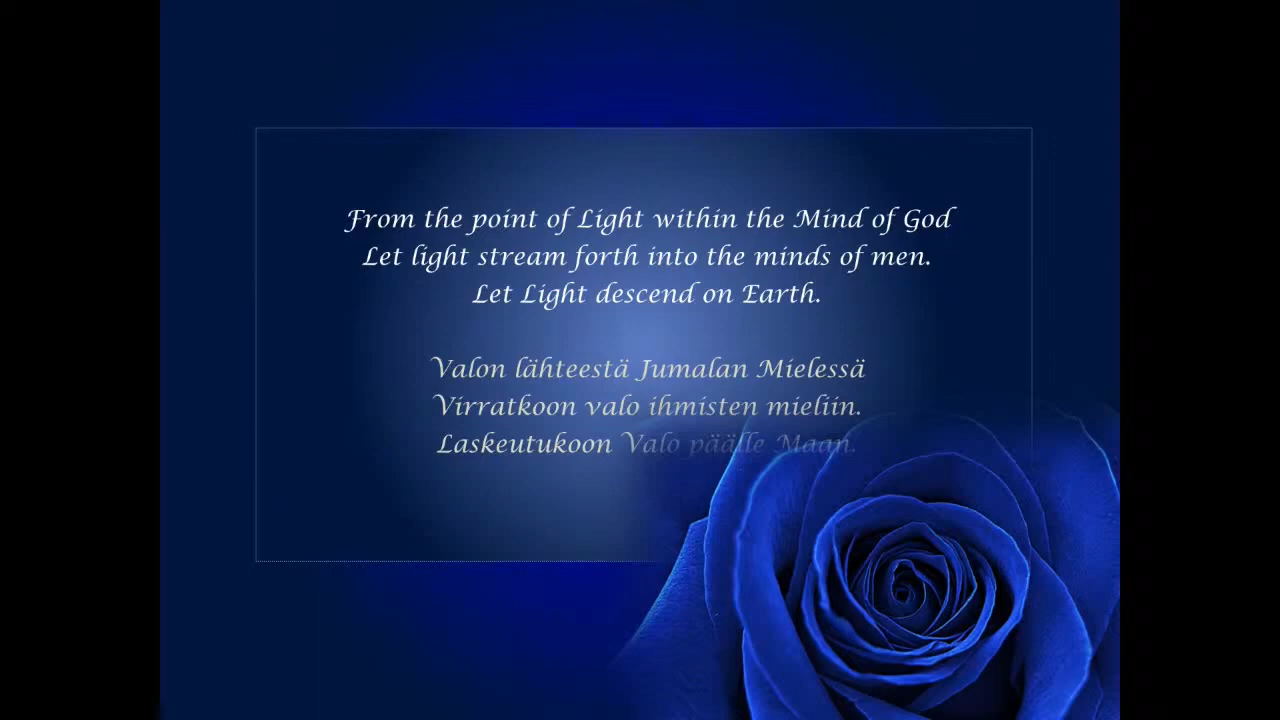 From the point of Light within the Mind of God
Let light stream forth into the minds of men.
Let Light descend on Earth.
Valon lähteestä Jumalan Mielessä
Virratkoon valo ihmisten mieliin.
Laskeutukoon Valo päälle Maan.